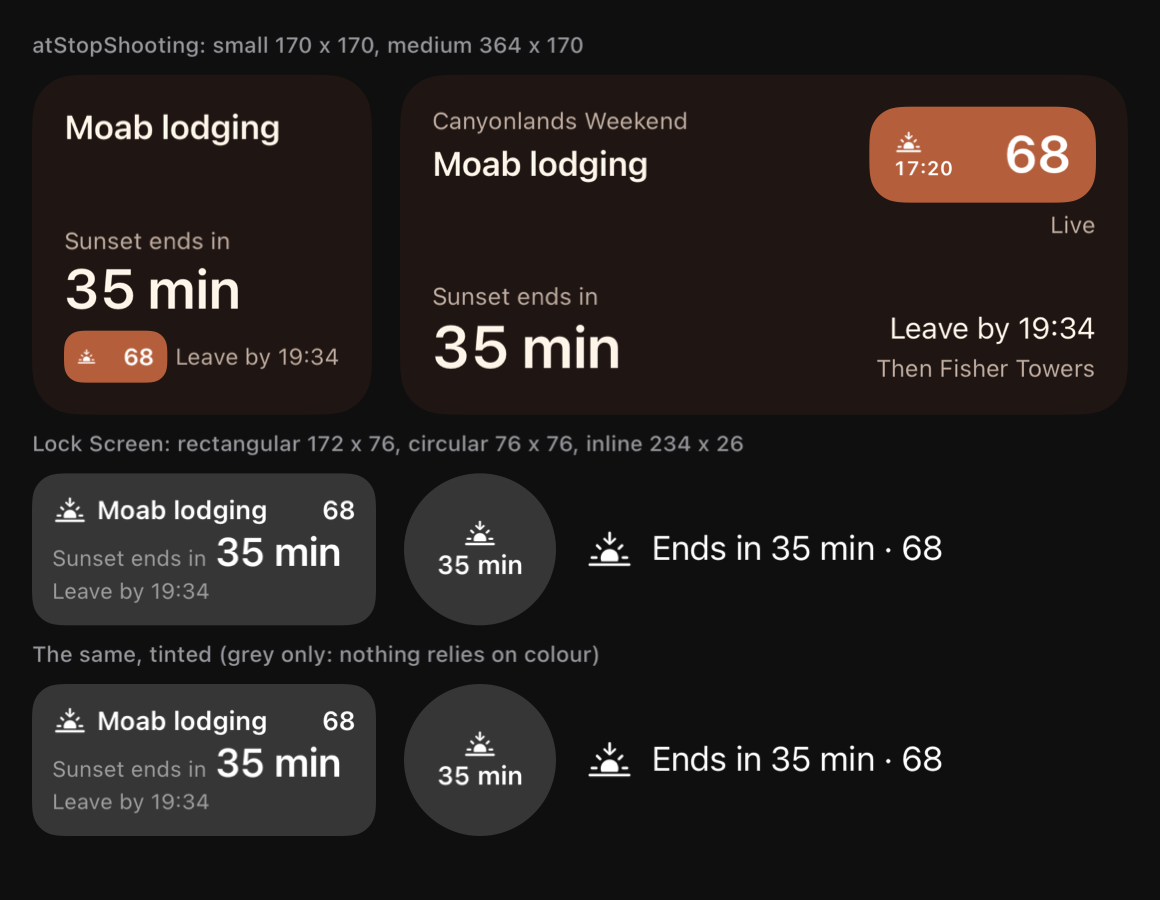 atStopShooting: small 170 x 170, medium 364 x 170
Moab lodging
Sunset ends in
35 min
68 Leave by 19:34
Canyonlands Weekend
Moab lodging
17:20 68
Live
Sunset ends in
35 min
Leave by 19:34
Then Fisher Towers
Lock Screen: rectangular 172 x 76, circular 76 x 76, inline 234 x 26
Moab lodging 68
Sunset ends in 35 min
Leave by 19:34
35 min
Ends in 35 min · 68
The same, tinted (grey only: nothing relies on colour)
Moab lodging 68
Sunset ends in 35 min
Leave by 19:34
35 min
Ends in 35 min · 68